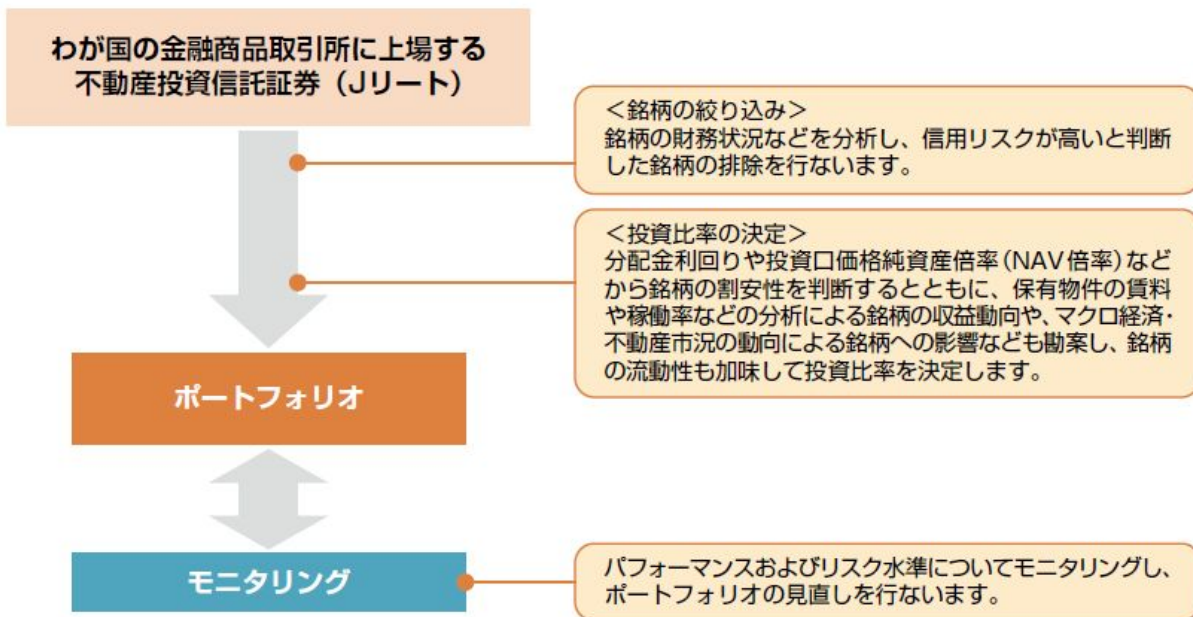 わが国の金融商品取引所に上場する
不動産投資信託証券（Jリート）
＜銘柄の絞り込み＞
銘柄の財務状況などを分析し、信用リスクが高いと判断
した銘柄の排除を行ないます。
＜投資比率の決定＞
分配金利回りや投資口価格純資産倍率（NAV倍率）など
から銘柄の割安性を判断するとともに、保有物件の賃料
や稼働率などの分析による銘柄の収益動向や、マクロ経済・
不動産市況の動向による銘柄への影響なども勘案し、銘柄
の流動性も加味して投資比率を決定します。
ポートフォリオ
モニタリング
パフォーマンスおよびリスク水準についてモニタリングし、
ポートフォリオの見直しを行ないます。